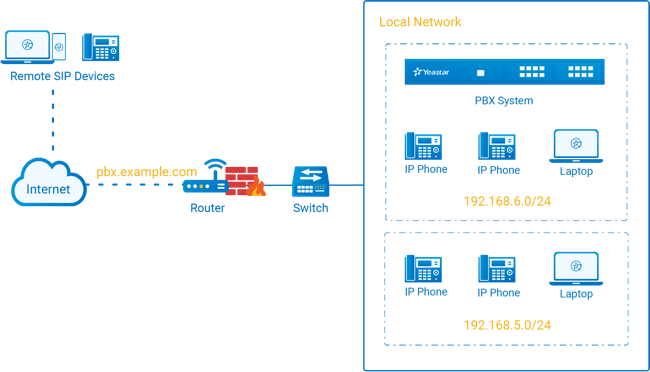 Local Network
Remote SIP Devices
Yeastar
PBX System
IP Phone
IP Phone
Laptop
192.168.6.0/24
pbx.example.com
Internet
Router
Switch
IP Phone
IP Phone
Laptop
192.168.5.0/24